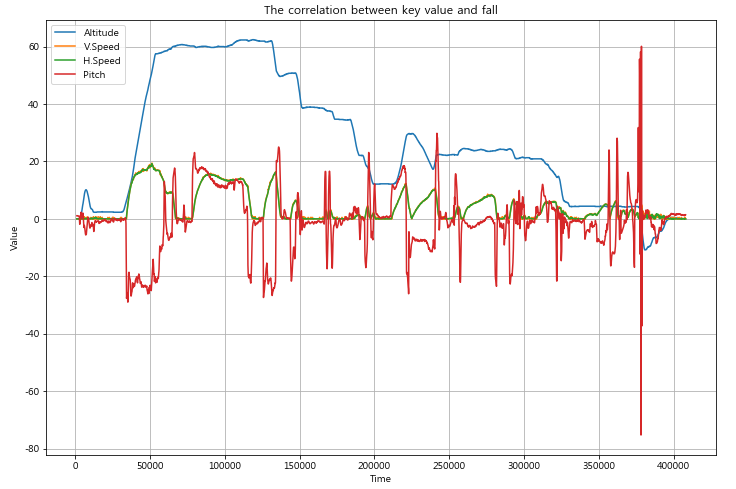 The correlation between key value and fall
Altitude
V.Speed
H.Speed
Pitch
60
40
20
0
-20
-40
-60
-80
Value
0 50000 100000 150000 200000 250000 300000 350000 400000
Time